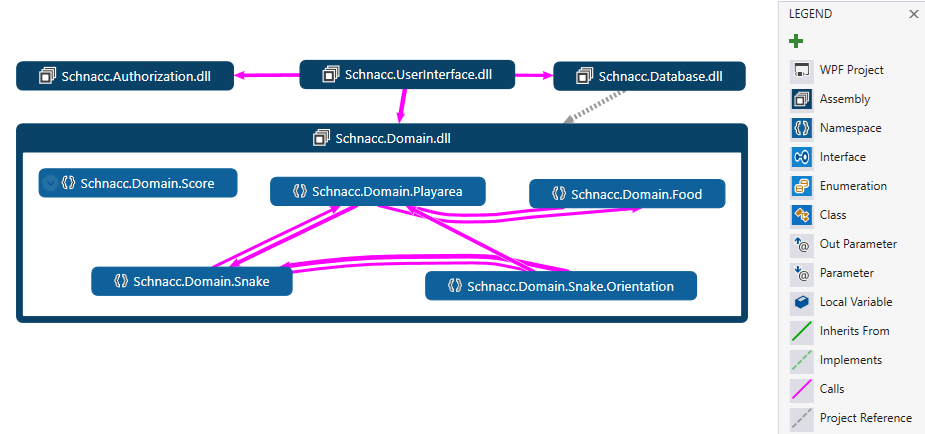 LEGEND
WPF Project
Assembly
Namespace
Interface
Enumeration
Class
Out Parameter
Parameter
Local Variable
Inherits From
Implements
Calls
Project Reference
Schnacc.Authorization.dll
Schnacc.UserInterface.dll
Schnacc.Database.dll
Schnacc.Domain.dll
Schnacc.Domain.Score
Schnacc.Domain.Playarea
Schnacc.Domain.Food
Schnacc.Domain.Snake
Schnacc.Domain.Snake.Orientation